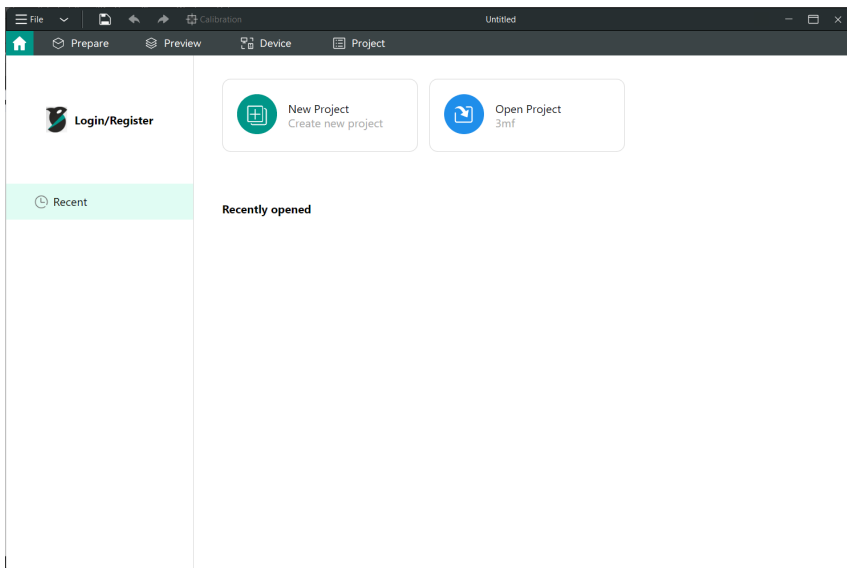 File
Calibration
Untitled
Prepare
Preview
Device
Project
Login/Register
New Project
Create new project
Open Project
3mf
Recent
Recently opened